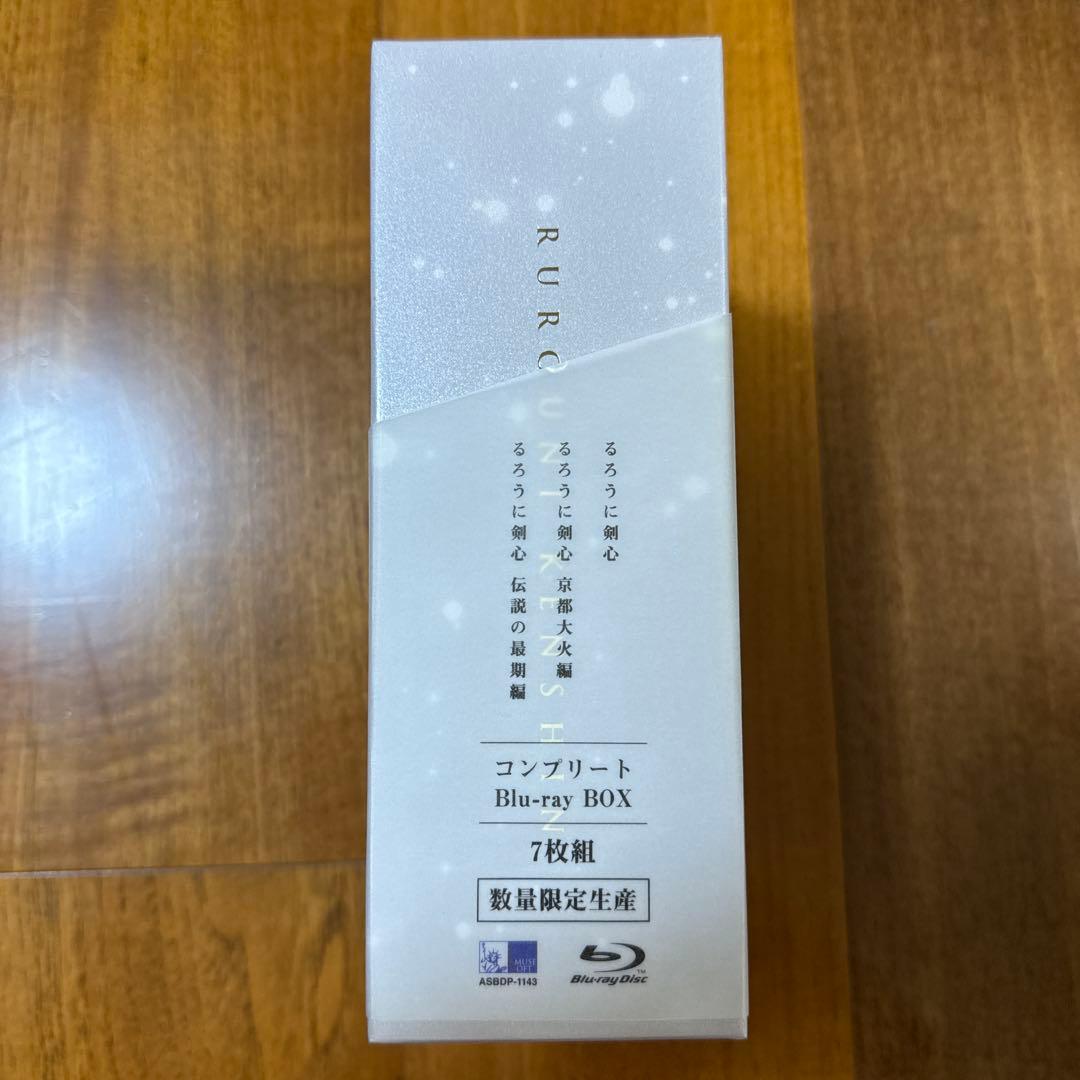 RUROUNI KENSHIN
るろうに剣心
るろうに剣心 京都大火編
るろうに剣心 伝説の最期編
コンプリート
Blu-ray BOX
7枚組
数量限定生産
ASBDP-1143
Blu-ray Disc™